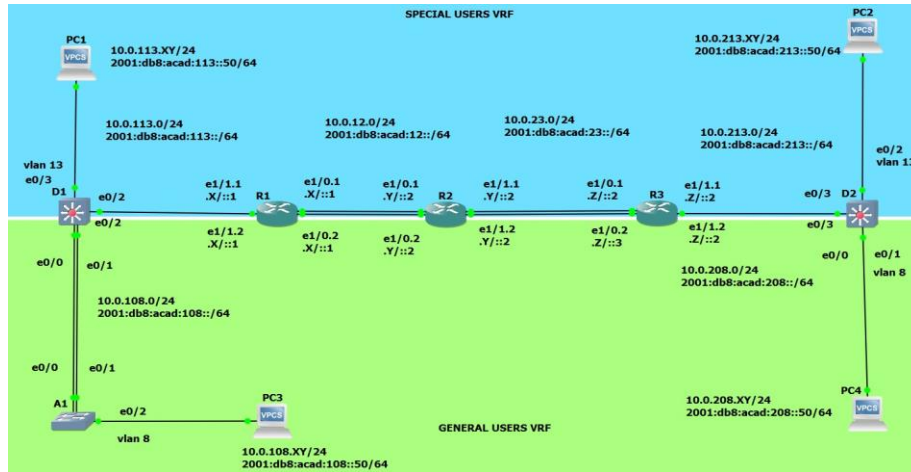 SPECIAL USERS VRF
PC1
VPCS
10.0.113.XY/24
2001:db8:acad:113::50/64
PC2
VPCS
10.0.213.XY/24
2001:db8:acad:213::50/64
10.0.113.0/24
2001:db8:acad:113::/64
10.0.12.0/24
2001:db8:acad:12::/64
10.0.23.0/24
2001:db8:acad:23::/64
10.0.213.0/24
2001:db8:acad:213::/64
e0/2
vlan 13
vlan 13
e0/3
D1
e0/2
e0/2
e1/1.1
.X/::1
R1
e1/0.1
.X/::1
e1/0.1
.Y/::2
R2
e1/1.1
.Y/::2
e1/0.1
.Z/::2
R3
e1/1.1
.Z/::2
e0/3
D2
e0/3
e1/1.2
.X/::1
e1/0.2
.X/::1
e1/0.2
.Y/::2
e1/1.2
.Y/::2
e1/0.2
.Z/::3
e1/1.2
.Z/::2
e0/0
e0/1
e0/0
e0/1
vlan 8
10.0.108.0/24
2001:db8:acad:108::/64
10.0.208.0/24
2001:db8:acad:208::/64
e0/0
e0/1
A1
e0/2
vlan 8
PC3
VPCS
10.0.108.XY/24
2001:db8:acad:108::50/64
GENERAL USERS VRF
PC4
VPCS
10.0.208.XY/24
2001:db8:acad:208::50/64